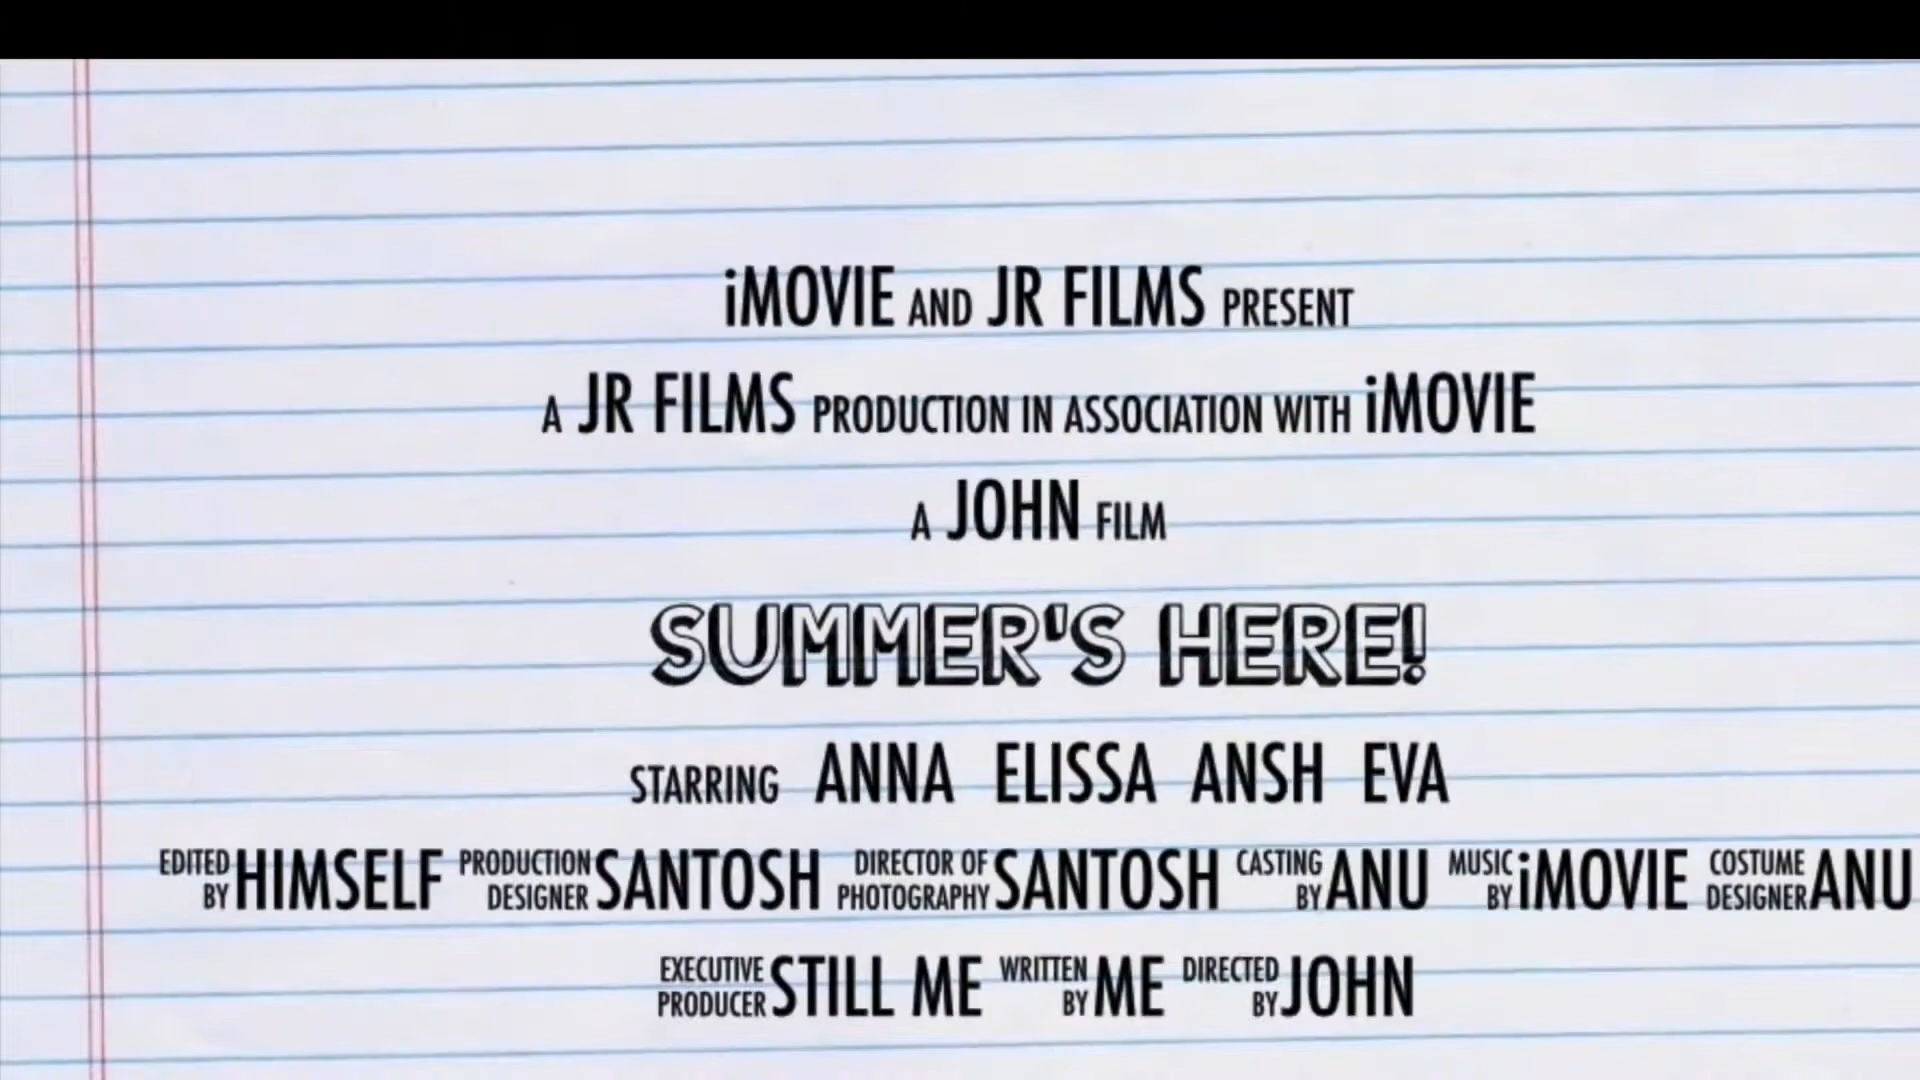 iMOVIE AND JR FILMS PRESENT
A JR FILMS PRODUCTION IN ASSOCIATION WITH iMOVIE
A JOHN FILM
SUMMER'S HERE!
STARRING ANNA ELISSA ANSH EVA
EDITED BY HIMSELF PRODUCTION DESIGNER SANTOSH DIRECTOR OF PHOTOGRAPHY SANTOSH CASTING BY ANU MUSIC BY iMOVIE COSTUME DESIGNER ANU
EXECUTIVE PRODUCER STILL ME WRITTEN BY ME DIRECTED BY JOHN